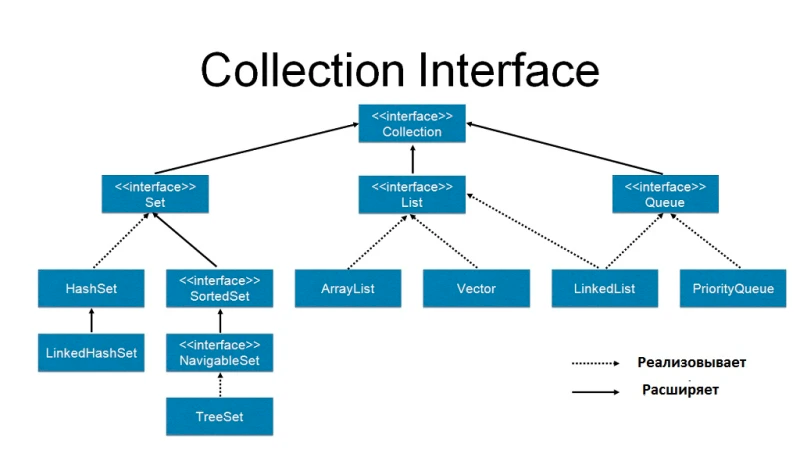 Collection Interface
<<interface>>
Collection
<<interface>>
Set
<<interface>>
List
<<interface>>
Queue
HashSet
<<interface>>
SortedSet
ArrayList
Vector
LinkedList
PriorityQueue
LinkedHashSet
<<interface>>
NavigableSet
TreeSet
Реализовывает
Расширяет